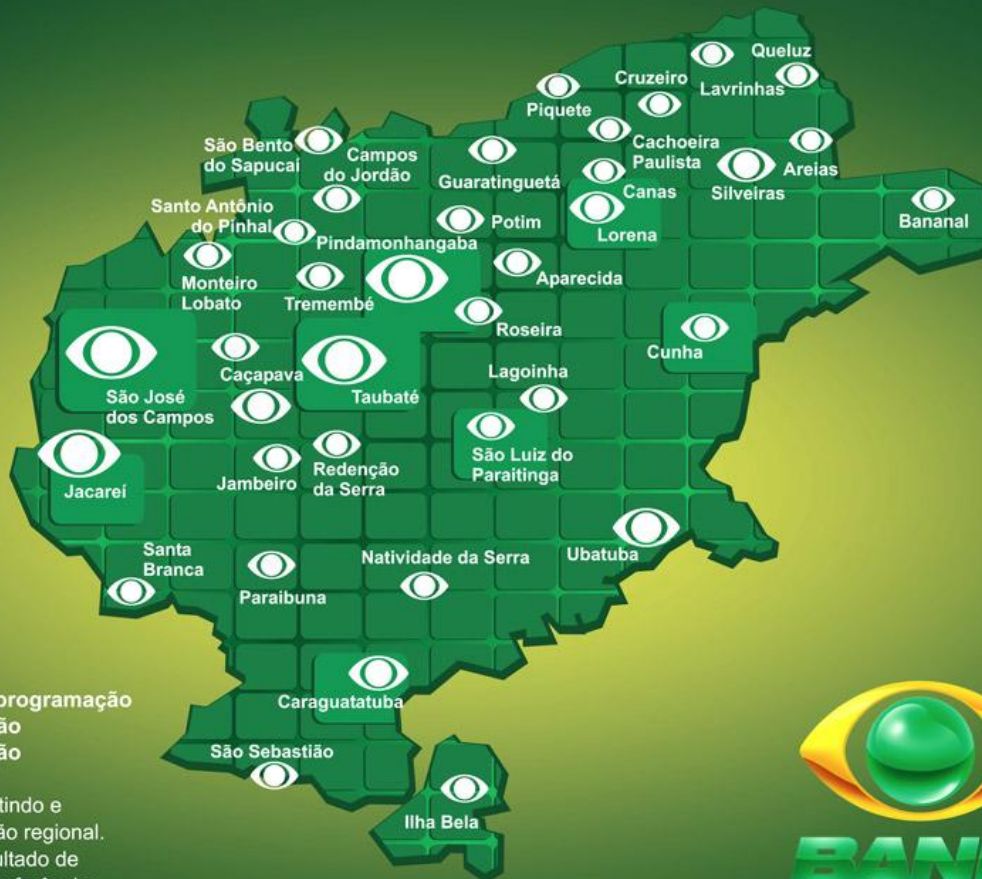 Queluz
Cruzeiro
Lavrinhas
Piquete
Cachoeira
Paulista
São Bento
do Sapucaí
Campos
do Jordão
Guaratinguetá
Canas
Silveiras
Areias
Santo Antônio
do Pinhal
Potim
Lorena
Bananal
Pindamonhangaba
Monteiro
Lobato
Tremembé
Aparecida
Roseira
Cunha
Caçapava
Lagoinha
São José
dos Campos
Taubaté
São Luiz do
Paraitinga
Jacareí
Jambeiro
Redenção
da Serra
Santa
Branca
Natividade da Serra
Ubatuba
Paraibuna
Caraguatatuba
São Sebastião
Ilha Bela
programação
ão
ão
tindo e
ão regional.
ultado de
BAN